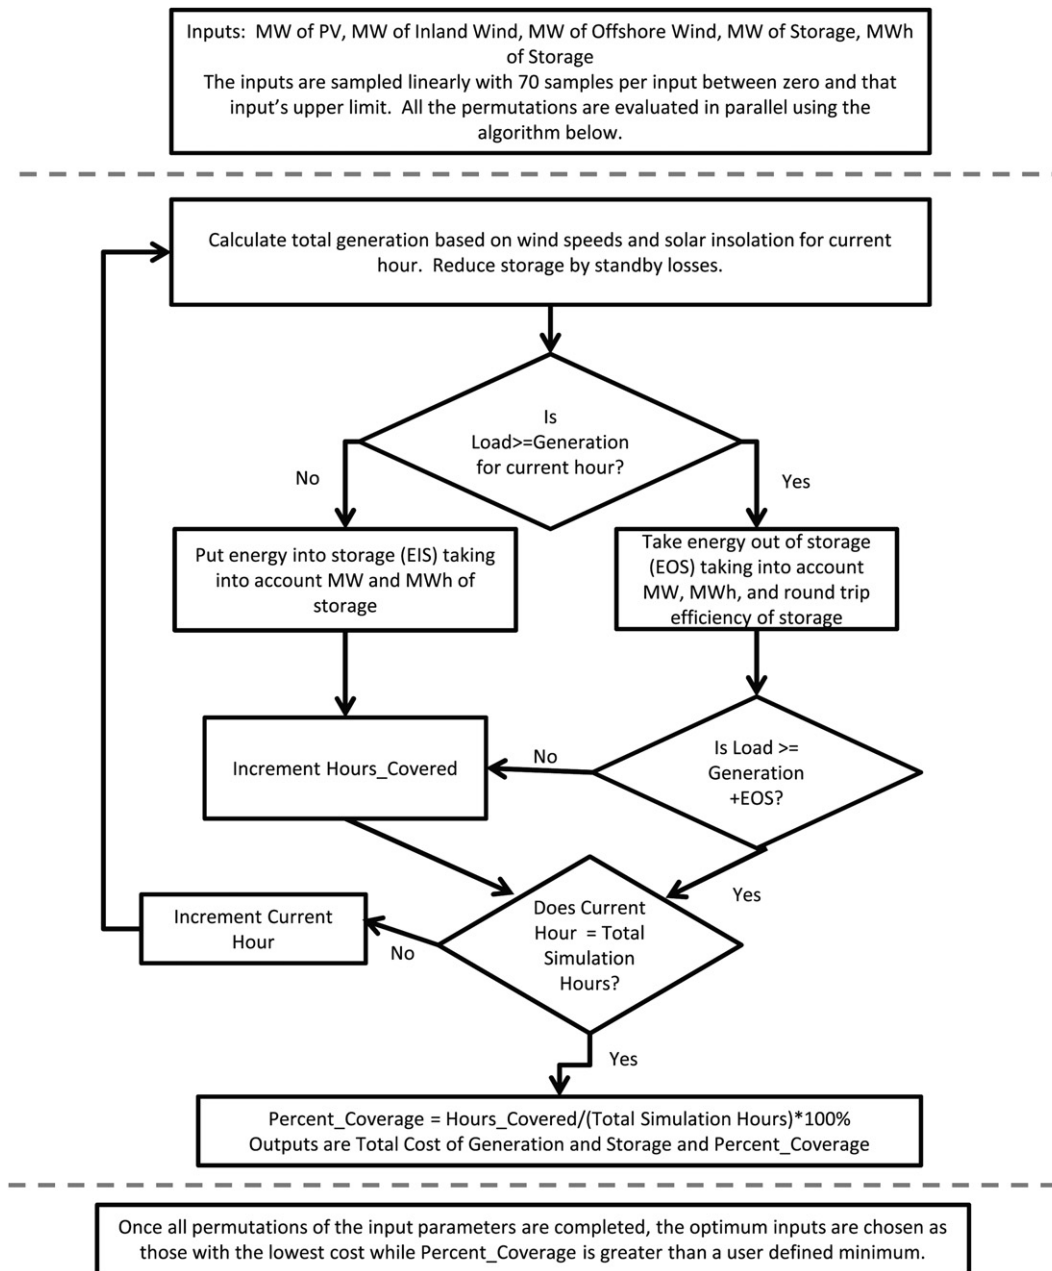 Inputs:  MW of PV, MW of Inland Wind, MW of Offshore Wind, MW of Storage, MWh
of Storage
The inputs are sampled linearly with 70 samples per input between zero and that
input's upper limit.  All the permutations are evaluated in parallel using the
algorithm below.
Calculate total generation based on wind speeds and solar insolation for current
hour.  Reduce storage by standby losses.
Is
Load>=Generation
for current hour?
No
Yes
Put energy into storage (EIS) taking
into account MW and MWh of
storage
Take energy out of storage
(EOS) taking into account
MW, MWh, and round trip
efficiency of storage
Increment Hours_Covered
No
Is Load >=
Generation
+EOS?
Yes
Increment Current
Hour
No
Does Current
Hour  = Total
Simulation
Hours?
Yes
Percent_Coverage = Hours_Covered/(Total Simulation Hours)*100%
Outputs are Total Cost of Generation and Storage and Percent_Coverage
Once all permutations of the input parameters are completed, the optimum inputs are chosen as
those with the lowest cost while Percent_Coverage is greater than a user defined minimum.